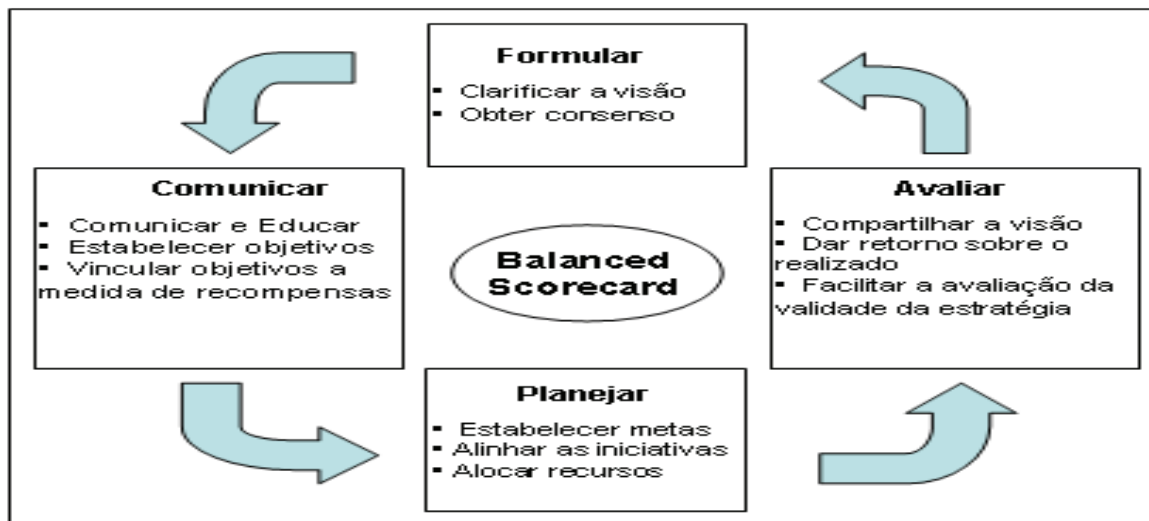 Formular
▪ Clarificar a visão
▪ Obter consenso
Comunicar
▪ Comunicar e Educar
▪ Estabelecer objetivos
▪ Vincular objetivos a
medida de recompensas
Balanced
Scorecard
Avaliar
▪ Compartilhar a visão
▪ Dar retorno sobre o
realizado
▪ Facilitar a avaliação da
validade da estratégia
Planejar
▪ Estabelecer metas
▪ Alinhar as iniciativas
▪ Alocar recursos